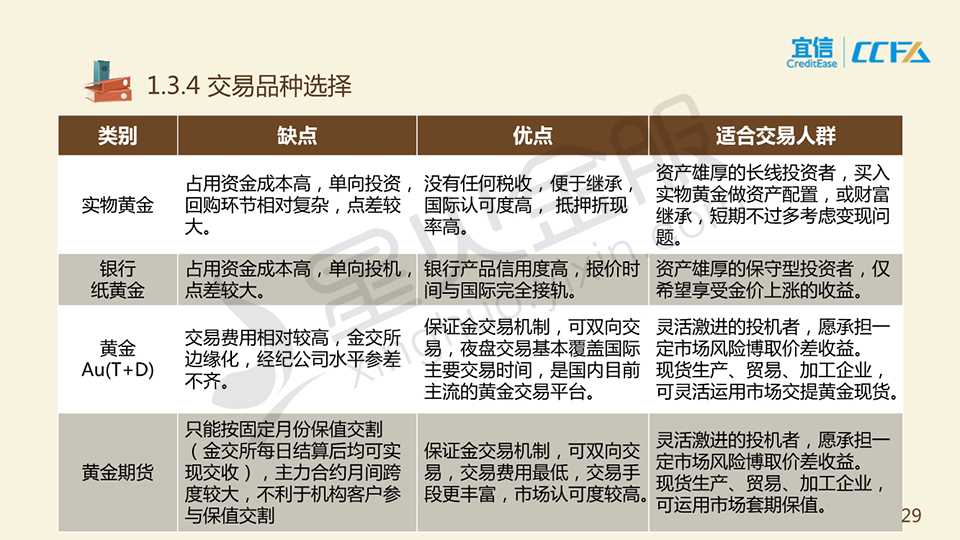 宜信
CreditEase
CCFA
1.3.4 交易品种选择
类别
缺点
优点
适合交易人群
实物黄金
占用资金成本高，单向投资，
回购环节相对复杂，点差较
大。
没有任何税收，便于继承，
国际认可度高， 抵押折现
率高。
资产雄厚的长线投资者，买入
实物黄金做资产配置，或财富
继承，短期不过多考虑变现问
题。
银行
纸黄金
占用资金成本高，单向投机，
点差较大。
银行产品信用度高，报价时
间与国际完全接轨。
资产雄厚的保守型投资者，仅
希望享受金价上涨的收益。
黄金
Au(T+D)
交易费用相对较高，金交所
边缘化，经纪公司水平参差
不齐。
保证金交易机制，可双向交
易，夜盘交易基本覆盖国际
主要交易时间，是国内目前
主流的黄金交易平台。
灵活激进的投机者，愿承担一
定市场风险博取价差收益。
现货生产、贸易、加工企业，
可灵活运用市场交提黄金现货。
黄金期货
只能按固定月份保值交割
（金交所每日结算后均可实
现交收），主力合约月间跨
度较大，不利于机构客户参
与保值交割
保证金交易机制，可双向交
易，交易费用最低，交易手
段更丰富，市场认可度较高。
灵活激进的投机者，愿承担一
定市场风险博取价差收益。
现货生产、贸易、加工企业，
可运用市场套期保值。
29
星火金服